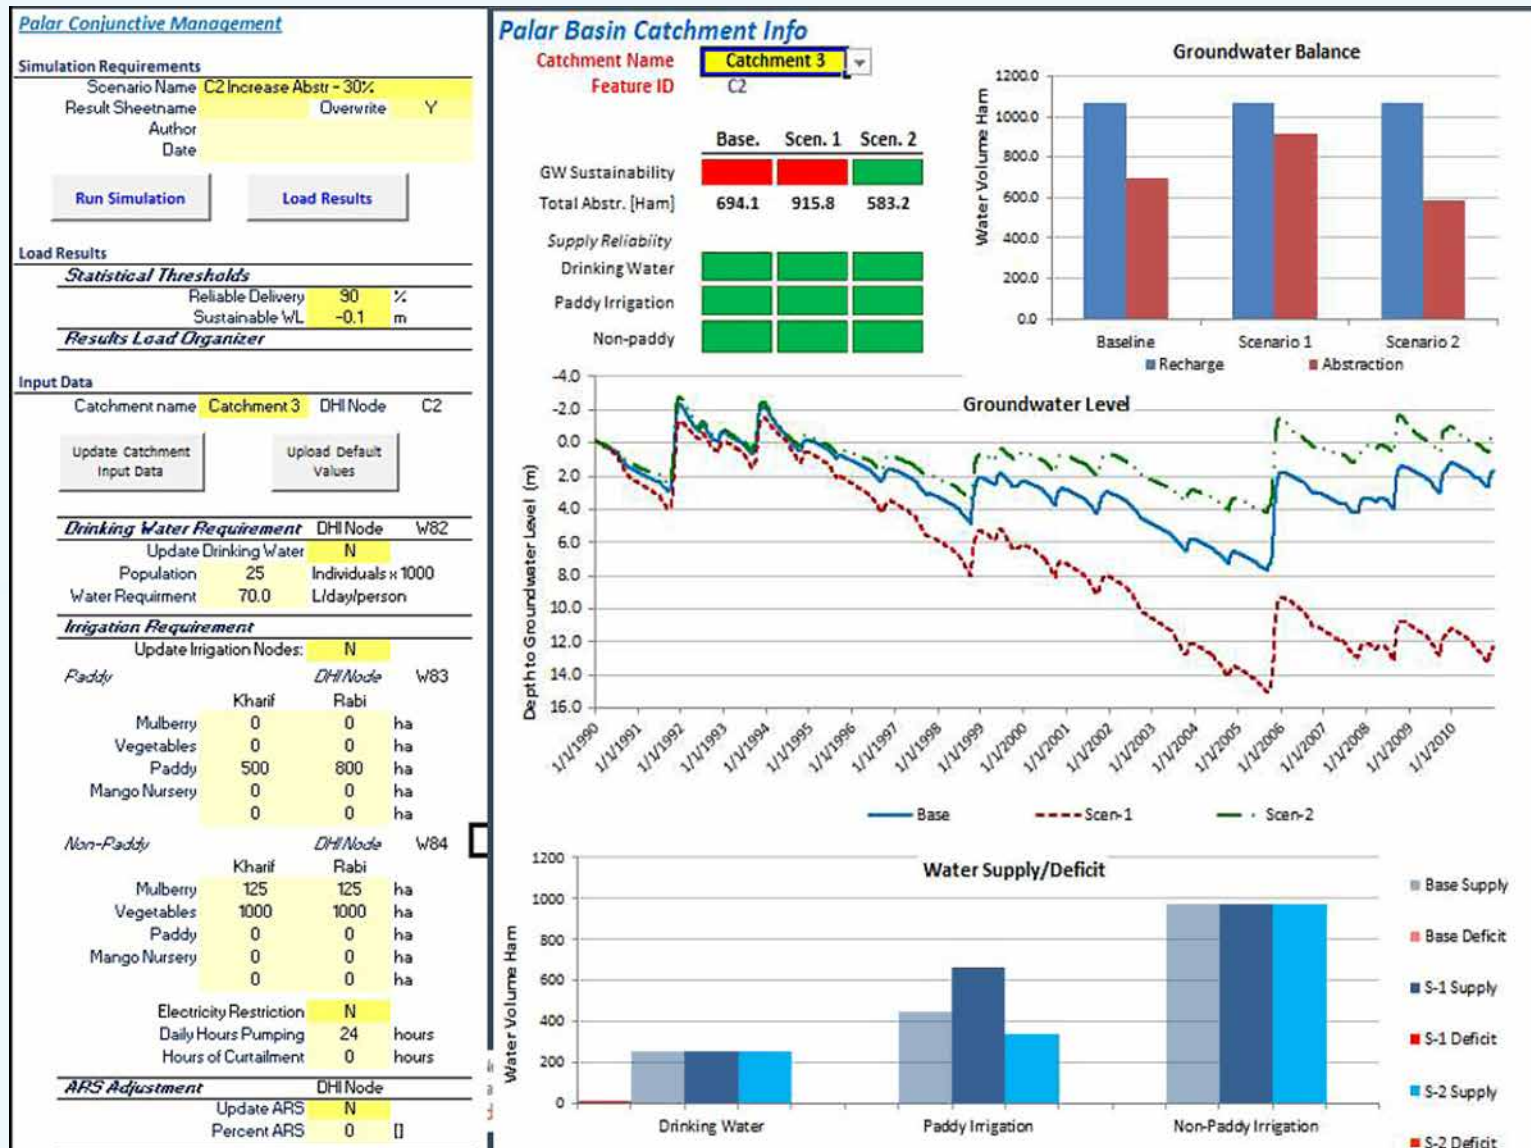 Palar Conjunctive Management
Simulation Requirements
Scenario Name C2 Increase Abstr - 30%
Result Sheetname Overwrite Y
Author
Date
Run Simulation Load Results
Load Results
Statistical Thresholds
Reliable Delivery 90 %
Sustainable WL -0.1 m
Results Load Organizer
Input Data
Catchment name Catchment 3 DHI Node C2
Update Catchment Input Data
Upload Default Values
Drinking Water Requirement DHI Node W82
Update Drinking Water N
Population 25 Individuals x 1000
Water Requirment 70.0 L/day/person
Irrigation Requirement
Update Irrigation Nodes: N
Paddy DHI Node W83
Kharif Rabi
Mulberry 0 0 ha
Vegetables 0 0 ha
Paddy 500 800 ha
Mango Nursery 0 0 ha
0 0 ha
Non-Paddy DHI Node W84
Kharif Rabi
Mulberry 125 125 ha
Vegetables 1000 1000 ha
Paddy 0 0 ha
Mango Nursery 0 0 ha
0 0 ha
Electricity Restriction N
Daily Hours Pumping 24 hours
Hours of Curtailment 0 hours
ARS Adjustment DHI Node
Update ARS N
Percent ARS 0 []
Palar Basin Catchment Info
Catchment Name Catchment 3
Feature ID C2
Base. Scen. 1 Scen. 2
GW Sustainability
Total Abstr. [Ham] 694.1 915.8 583.2
Supply Reliabiity
Drinking Water
Paddy Irrigation
Non-paddy
Groundwater Balance
Water Volume Ham
1200.0
1000.0
800.0
600.0
400.0
200.0
0.0
Baseline Scenario 1 Scenario 2
Recharge Abstraction
Groundwater Level
Depth to Groundwater Level (m)
-4.0
-2.0
0.0
2.0
4.0
6.0
8.0
10.0
12.0
14.0
16.0
1/1/1990 1/1/1991 1/1/1992 1/1/1993 1/1/1994 1/1/1995 1/1/1996 1/1/1997 1/1/1998 1/1/1999 1/1/2000 1/1/2001 1/1/2002 1/1/2003 1/1/2004 1/1/2005 1/1/2006 1/1/2007 1/1/2008 1/1/2009 1/1/2010
Base Scen-1 Scen-2
Water Supply/Deficit
Water Volume Ham
1200
1000
800
600
400
200
0
Drinking Water Paddy Irrigation Non-Paddy Irrigation
Base Supply
Base Deficit
S-1 Supply
S-1 Deficit
S-2 Supply
S-2 Deficit